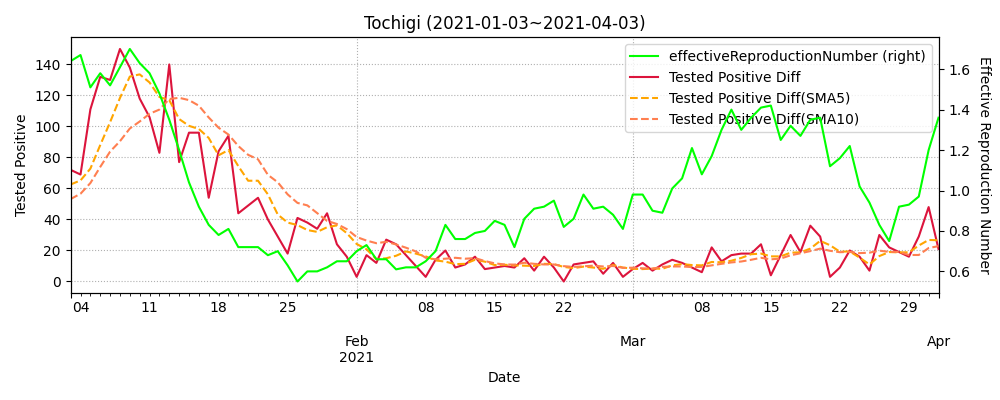 Tochigi (2021-01-03~2021-04-03)
effectiveReproductionNumber (right)
Tested Positive Diff
Tested Positive Diff(SMA5)
Tested Positive Diff(SMA10)
Tested Positive
140
120
100
80
60
40
20
0
1.6
1.4
1.2
1.0
0.8
0.6
Effective Reproduction Number
04 11 18 25 08 15 22 08 15 22 29
Feb Mar Apr
2021
Date